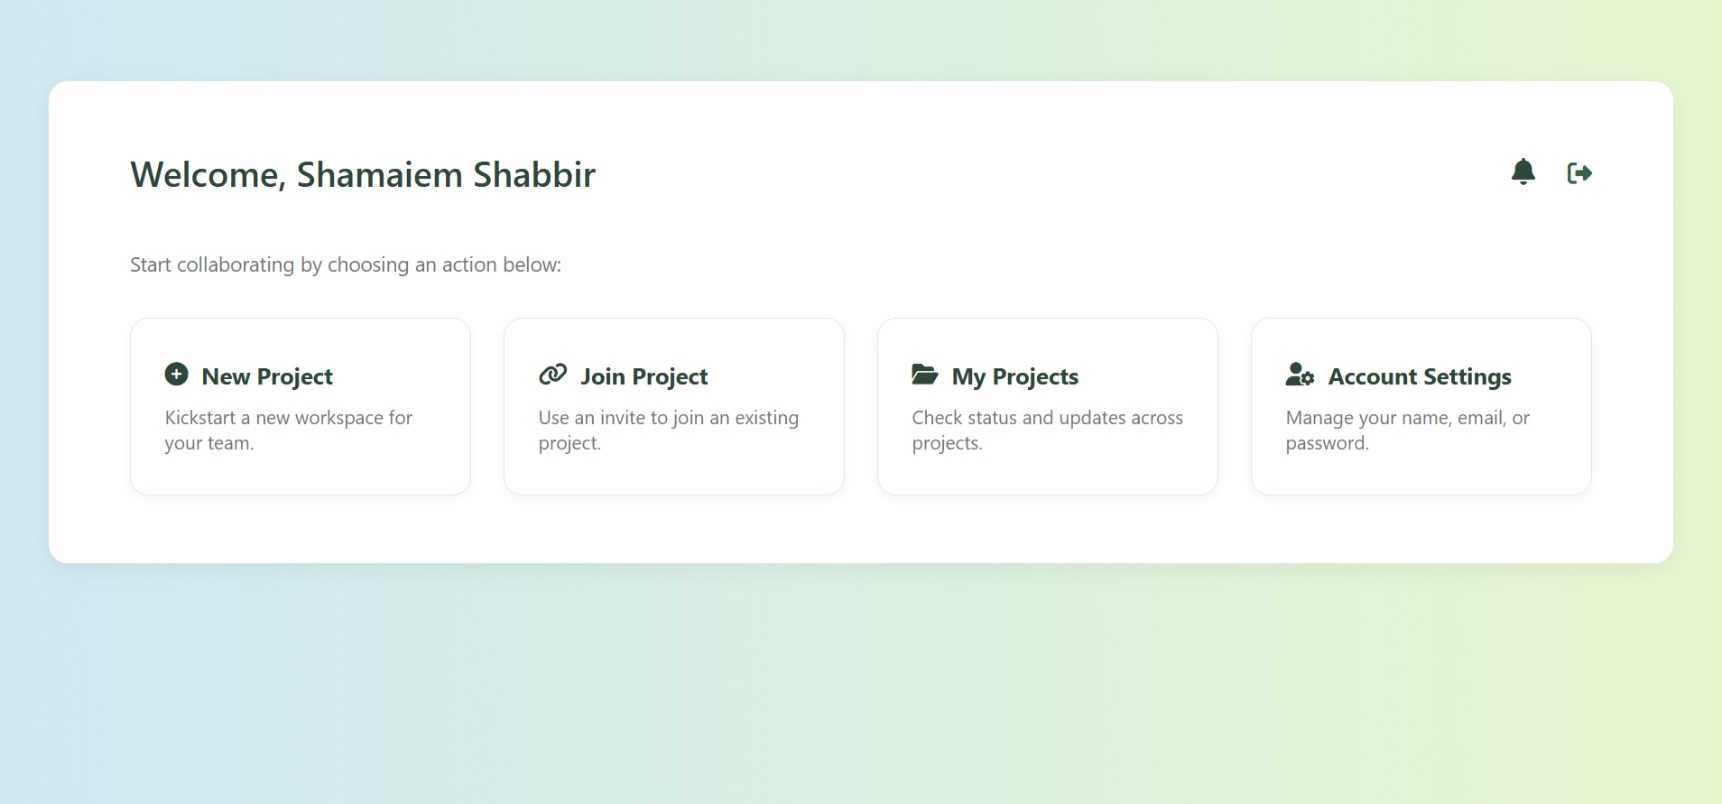 Welcome, Shamaiem Shabbir
Start collaborating by choosing an action below:
New Project
Kickstart a new workspace for
your team.
Join Project
Use an invite to join an existing
project.
My Projects
Check status and updates across
projects.
Account Settings
Manage your name, email, or
password.